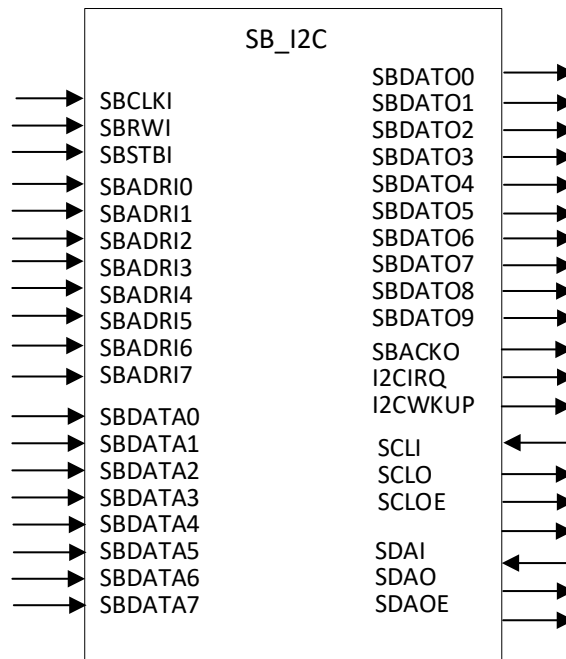 SB_I2C
SBCLKI
SBRWI
SBSTBI
SBADRI0
SBADRI1
SBADRI2
SBADRI3
SBADRI4
SBADRI5
SBADRI6
SBADRI7
SBDATA0
SBDATA1
SBDATA2
SBDATA3
SBDATA4
SBDATA5
SBDATA6
SBDATA7
SBDATO0
SBDATO1
SBDATO2
SBDATO3
SBDATO4
SBDATO5
SBDATO6
SBDATO7
SBDATO8
SBDATO9
SBACKO
I2CIRQ
I2CWKUP
SCLI
SCLO
SCLOE
SDAI
SDAO
SDAOE